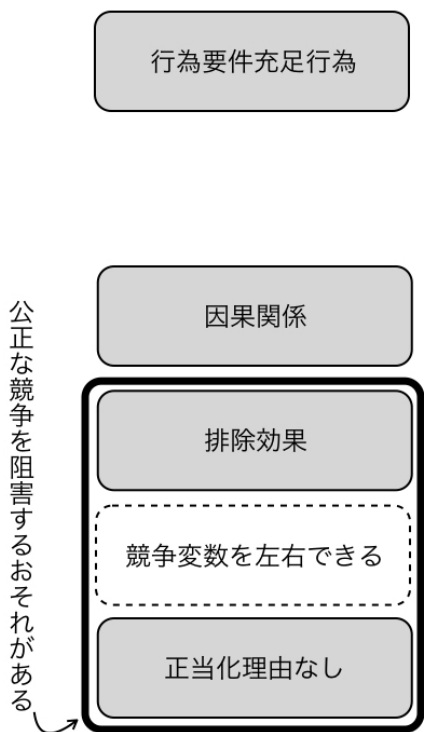 行為要件充足行為
因果関係
公正な競争を阻害するおそれがある
排除効果
競争変数を左右できる
正当化理由なし